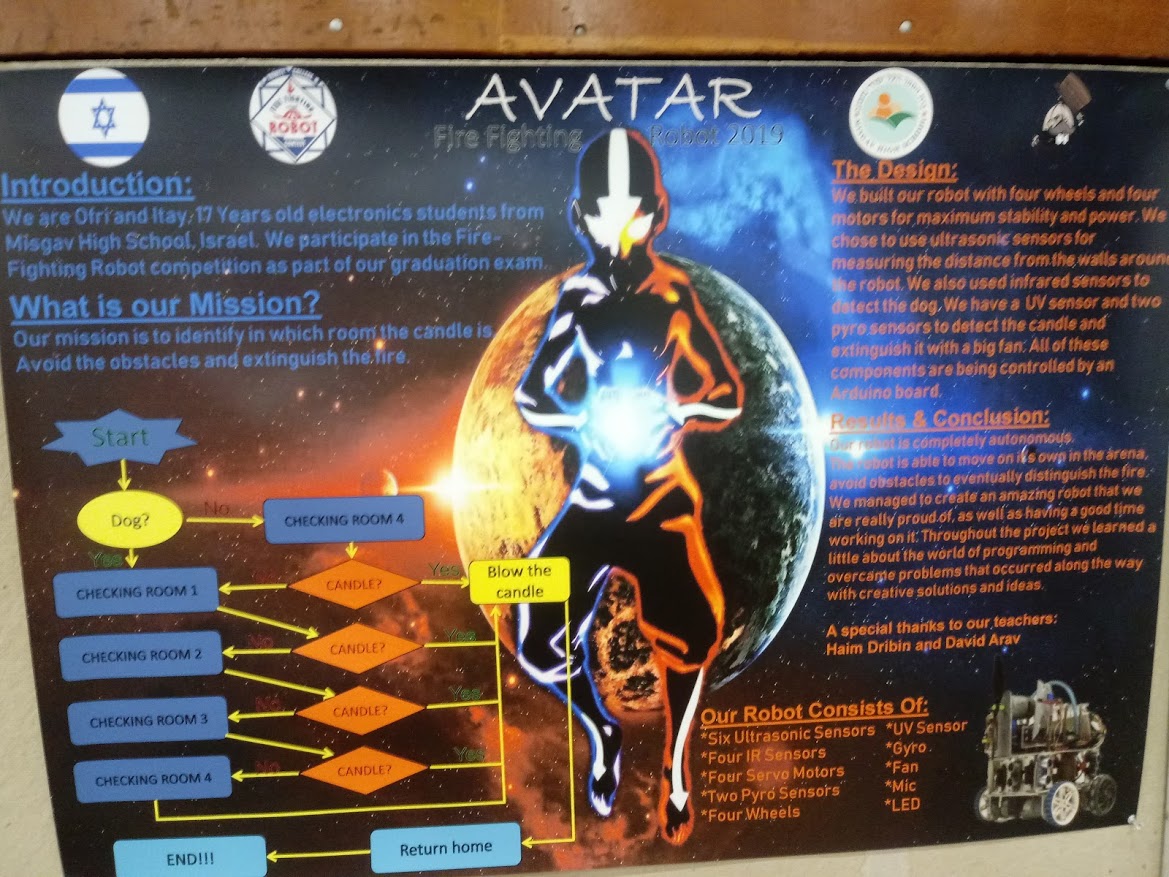 AVATAR
Fire Fighting Robot 2019
ROBOT
Introduction:
We are Ofri and Itay, 17 Years old electronics students from
Misgav High School, Israel. We participate in the Fire-
Fighting Robot competition as part of our graduation exam.
What is our Mission?
Our mission is to identify in which room the candle is,
Avoid the obstacles and extinguish the fire.
Start
Dog?
No
CHECKING ROOM 4
Yes
CHECKING ROOM 1
CANDLE?
Yes
Blow the
candle
CHECKING ROOM 2
No
CANDLE?
Yes
CHECKING ROOM 3
No
CANDLE?
Yes
CHECKING ROOM 4
No
CANDLE?
Yes
END!!!
Return home
The Design:
We built our robot with four wheels and four
motors for maximum stability and power. We
chose to use ultrasonic sensors for
measuring the distance from the walls around
the robot. We also used infrared sensors to
detect the dog. We have a UV sensor and two
pyro sensors to detect the candle and
extinguish it with a big fan. All of these
components are being controlled by an
Arduino board.
Results & Conclusion:
Our robot is completely autonomous.
The robot is able to move on it's own in the arena,
avoid obstacles to eventually distinguish the fire.
We managed to create an amazing robot that we
are really proud of, as well as having a good time
working on it. Throughout the project we learned a
little about the world of programming and
overcame problems that occurred along the way
with creative solutions and ideas.
A special thanks to our teachers:
Haim Dribin and David Arav
Our Robot Consists Of:
*Six Ultrasonic Sensors
*Four IR Sensors
*Four Servo Motors
*Two Pyro Sensors
*Four Wheels
*UV Sensor
*Gyro
*Fan
*Mic
*LED